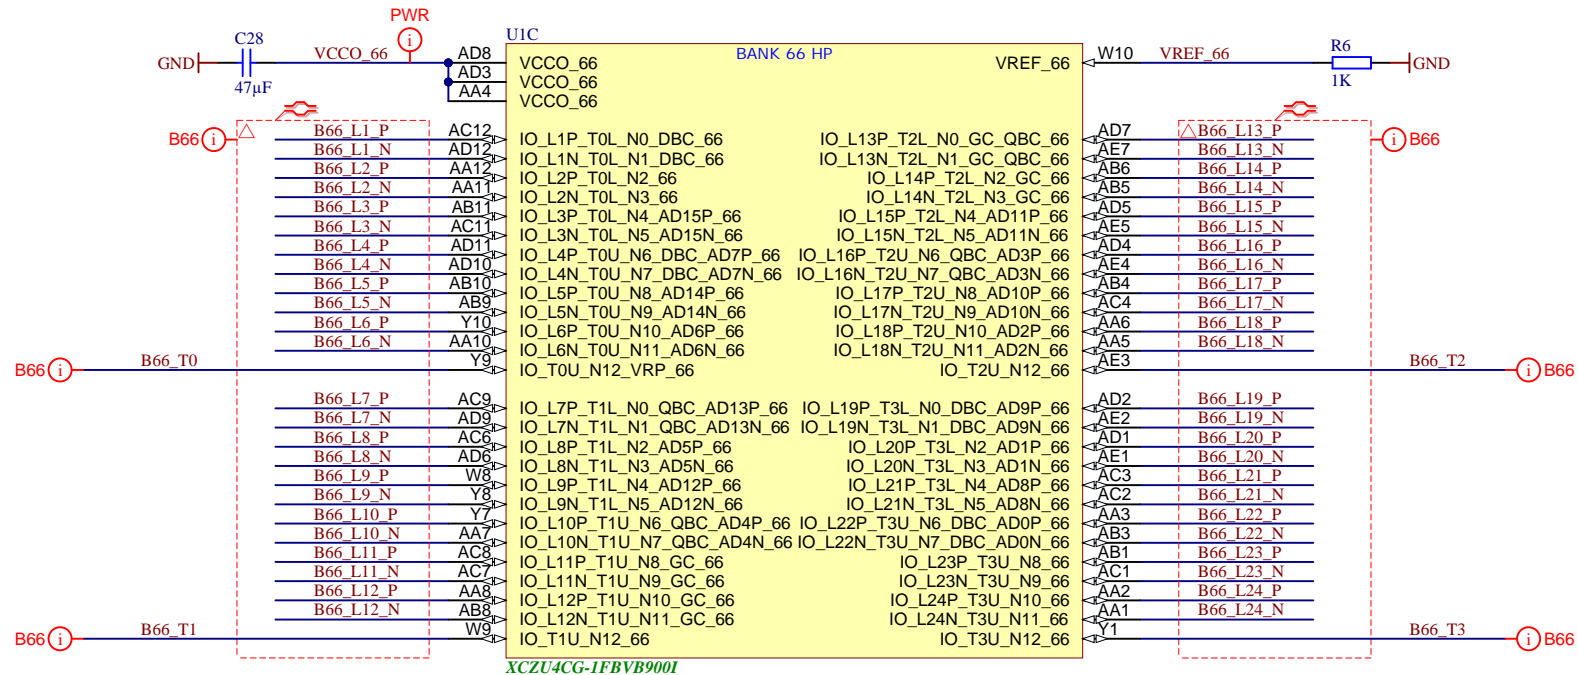 PWR
U1C
BANK 66 HP
C28
GND
47µF
VCCO_66
AD8
VCCO_66
AD3
VCCO_66
AA4
VCCO_66
VREF_66
W10
VREF_66
R6
1K
GND
B66
i
i
B66
B66_L1_P AC12 IO_L1P_T0L_N0_DBC_66 IO_L13P_T2L_N0_GC_QBC_66 AD7 B66_L13_P
B66_L1_N AD12 IO_L1N_T0L_N1_DBC_66 IO_L13N_T2L_N1_GC_QBC_66 AE7 B66_L13_N
B66_L2_P AA12 IO_L2P_T0L_N2_66 IO_L14P_T2L_N2_GC_66 AB6 B66_L14_P
B66_L2_N AA11 IO_L2N_T0L_N3_66 IO_L14N_T2L_N3_GC_66 AB5 B66_L14_N
B66_L3_P AB11 IO_L3P_T0L_N4_AD15P_66 IO_L15P_T2L_N4_AD11P_66 AD5 B66_L15_P
B66_L3_N AC11 IO_L3N_T0L_N5_AD15N_66 IO_L15N_T2L_N5_AD11N_66 AE5 B66_L15_N
B66_L4_P AD11 IO_L4P_T0U_N6_DBC_AD7P_66 IO_L16P_T2U_N6_QBC_AD3P_66 AD4 B66_L16_P
B66_L4_N AD10 IO_L4N_T0U_N7_DBC_AD7N_66 IO_L16N_T2U_N7_QBC_AD3N_66 AE4 B66_L16_N
B66_L5_P AB10 IO_L5P_T0U_N8_AD14P_66 IO_L17P_T2U_N8_AD10P_66 AB4 B66_L17_P
B66_L5_N AB9 IO_L5N_T0U_N9_AD14N_66 IO_L17N_T2U_N9_AD10N_66 AC4 B66_L17_N
B66_L6_P Y10 IO_L6P_T0U_N10_AD6P_66 IO_L18P_T2U_N10_AD2P_66 AA6 B66_L18_P
B66_L6_N AA10 IO_L6N_T0U_N11_AD6N_66 IO_L18N_T2U_N11_AD2N_66 AA5 B66_L18_N
B66 i B66_T0 Y9 IO_T0U_N12_VRP_66 IO_T2U_N12_66 AE3 B66_T2 i B66
B66_L7_P AC9 IO_L7P_T1L_N0_QBC_AD13P_66 IO_L19P_T3L_N0_DBC_AD9P_66 AD2 B66_L19_P
B66_L7_N AD9 IO_L7N_T1L_N1_QBC_AD13N_66 IO_L19N_T3L_N1_DBC_AD9N_66 AE2 B66_L19_N
B66_L8_P AC6 IO_L8P_T1L_N2_AD5P_66 IO_L20P_T3L_N2_AD1P_66 AD1 B66_L20_P
B66_L8_N AD6 IO_L8N_T1L_N3_AD5N_66 IO_L20N_T3L_N3_AD1N_66 AE1 B66_L20_N
B66_L9_P W8 IO_L9P_T1L_N4_AD12P_66 IO_L21P_T3L_N4_AD8P_66 AC3 B66_L21_P
B66_L9_N Y8 IO_L9N_T1L_N5_AD12N_66 IO_L21N_T3L_N5_AD8N_66 AC2 B66_L21_N
B66_L10_P Y7 IO_L10P_T1U_N6_QBC_AD4P_66 IO_L22P_T3U_N6_DBC_AD0P_66 AA3 B66_L22_P
B66_L10_N AA7 IO_L10N_T1U_N7_QBC_AD4N_66 IO_L22N_T3U_N7_DBC_AD0N_66 AB3 B66_L22_N
B66_L11_P AC8 IO_L11P_T1U_N8_GC_66 IO_L23P_T3U_N8_66 AB1 B66_L23_P
B66_L11_N AC7 IO_L11N_T1U_N9_GC_66 IO_L23N_T3U_N9_66 AC1 B66_L23_N
B66_L12_P AA8 IO_L12P_T1U_N10_GC_66 IO_L24P_T3U_N10_66 AA2 B66_L24_P
B66_L12_N AB8 IO_L12N_T1U_N11_GC_66 IO_L24N_T3U_N11_66 AA1 B66_L24_N
B66 i B66_T1 W9 IO_T1U_N12_66 IO_T3U_N12_66 Y1 B66_T3 i B66
XCZU4CG-1FBVB900I